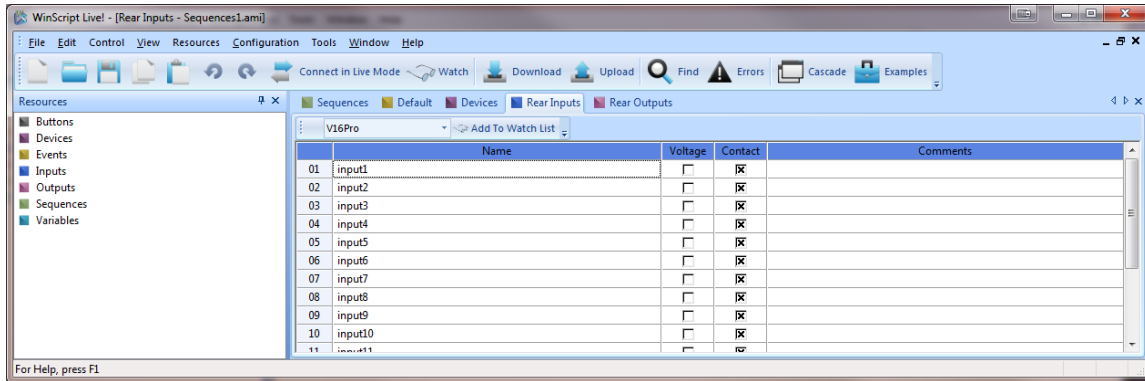 WinScript Live! - [Rear Inputs - Sequences1.ami]
File Edit Control View Resources Configuration Tools Window Help
Connect in Live Mode Watch Download Upload Find Errors Cascade Examples
Resources
Sequences Default Devices Rear Inputs Rear Outputs
Buttons
Devices
Events
Inputs
Outputs
Sequences
Variables
V16Pro Add To Watch List
Name Voltage Contact Comments
01 input1
02 input2
03 input3
04 input4
05 input5
06 input6
07 input7
08 input8
09 input9
10 input10
11 input11
For Help, press F1